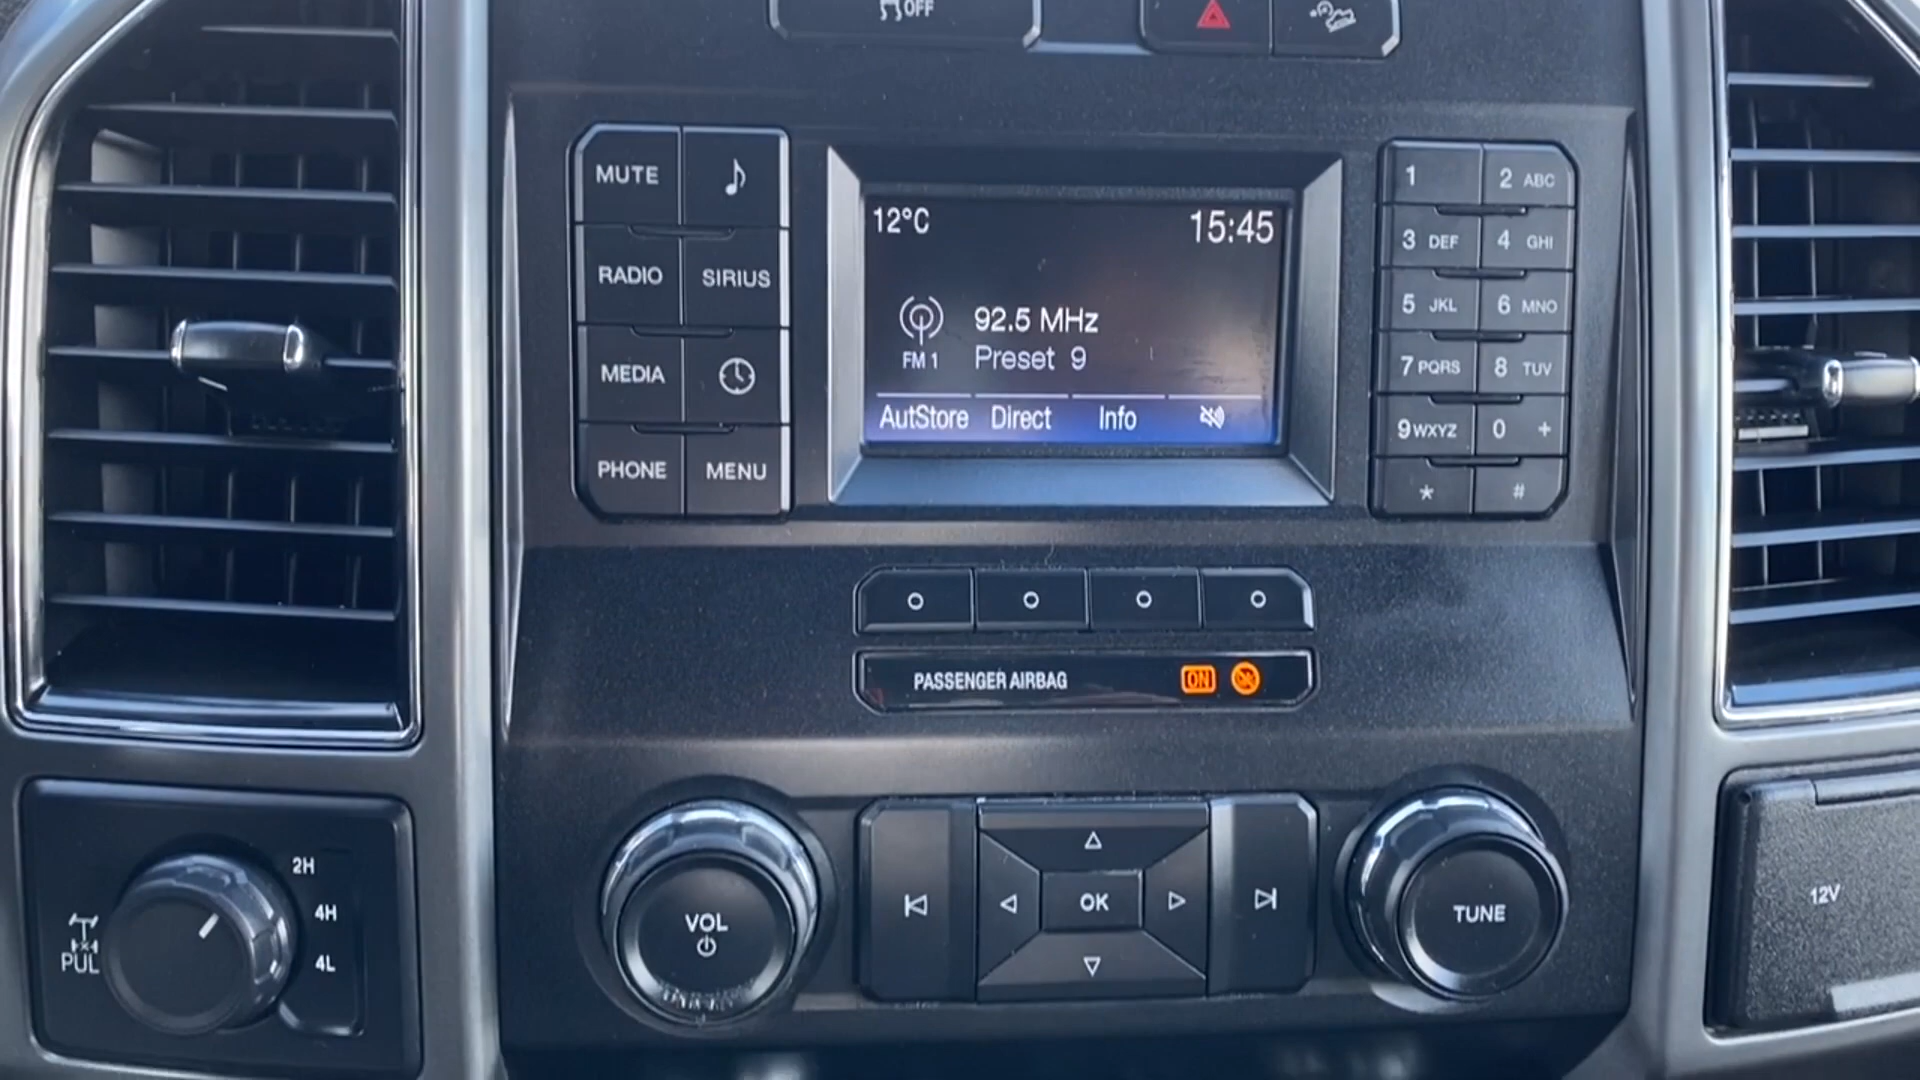 OFF
MUTE
RADIO SIRIUS
MEDIA
PHONE MENU
12°C 15:45
92.5 MHz
FM 1 Preset 9
AutStore Direct Info
1 2 ABC
3 DEF 4 GHI
5 JKL 6 MNO
7 PQRS 8 TUV
9 WXYZ 0 +
* #
PASSENGER AIRBAG ON
2H
4H
4L
PUL
VOL
OK
TUNE
12V